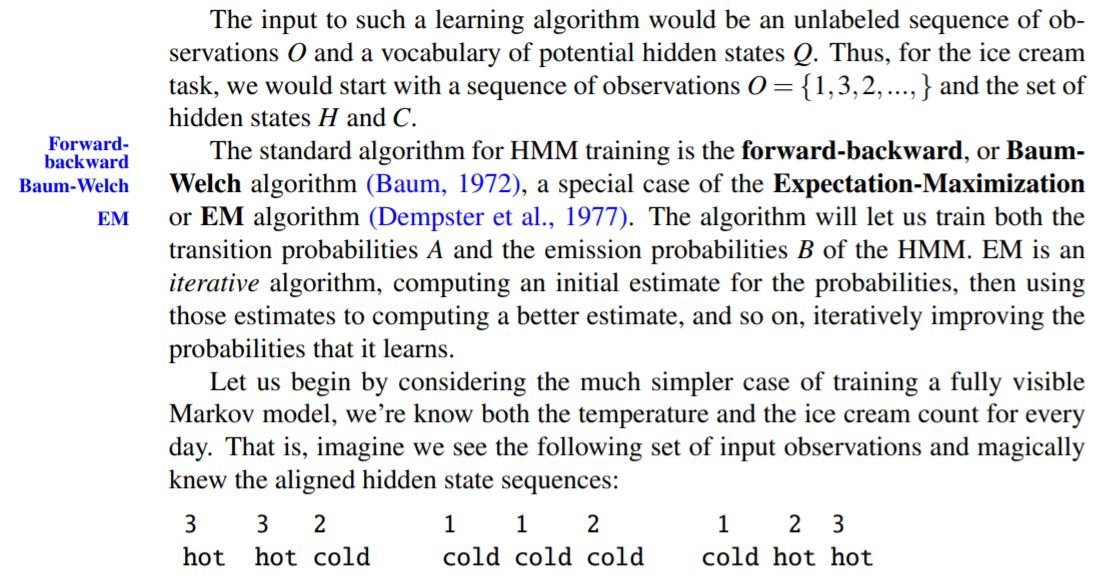 The input to such a learning algorithm would be an unlabeled sequence of ob-
servations O and a vocabulary of potential hidden states Q. Thus, for the ice cream
task, we would start with a sequence of observations O = {1,3,2,...,} and the set of
hidden states H and C.
Forward-
backward
The standard algorithm for HMM training is the forward-backward, or Baum-
Baum-Welch
Welch algorithm (Baum, 1972), a special case of the Expectation-Maximization
EM
or EM algorithm (Dempster et al., 1977). The algorithm will let us train both the
transition probabilities A and the emission probabilities B of the HMM. EM is an
iterative algorithm, computing an initial estimate for the probabilities, then using
those estimates to computing a better estimate, and so on, iteratively improving the
probabilities that it learns.
Let us begin by considering the much simpler case of training a fully visible
Markov model, we're know both the temperature and the ice cream count for every
day. That is, imagine we see the following set of input observations and magically
knew the aligned hidden state sequences:
3 3 2 1 1 2 1 2 3
hot hot cold cold cold cold cold hot hot